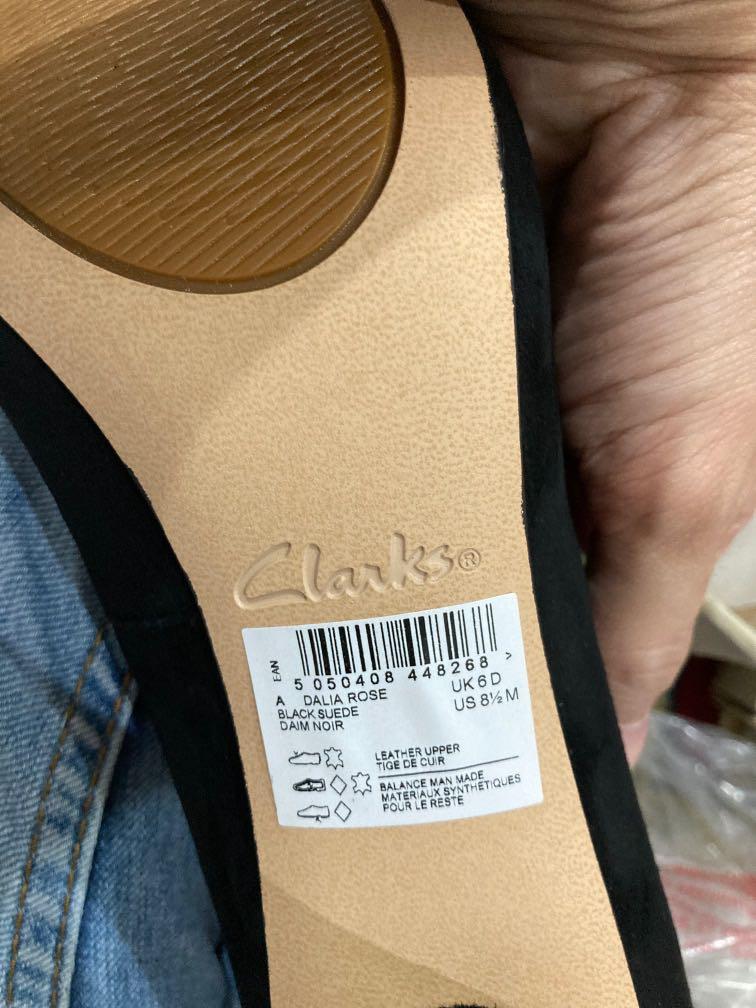 Clarks®
EAN
5 050408 448268 >
A DALIA ROSE UK 6 D
BLACK SUEDE US 8½ M
DAIM NOIR
LEATHER UPPER
TIGE DE CUIR
BALANCE MAN MADE
MATERIAUX SYNTHETIQUES
POUR LE RESTE